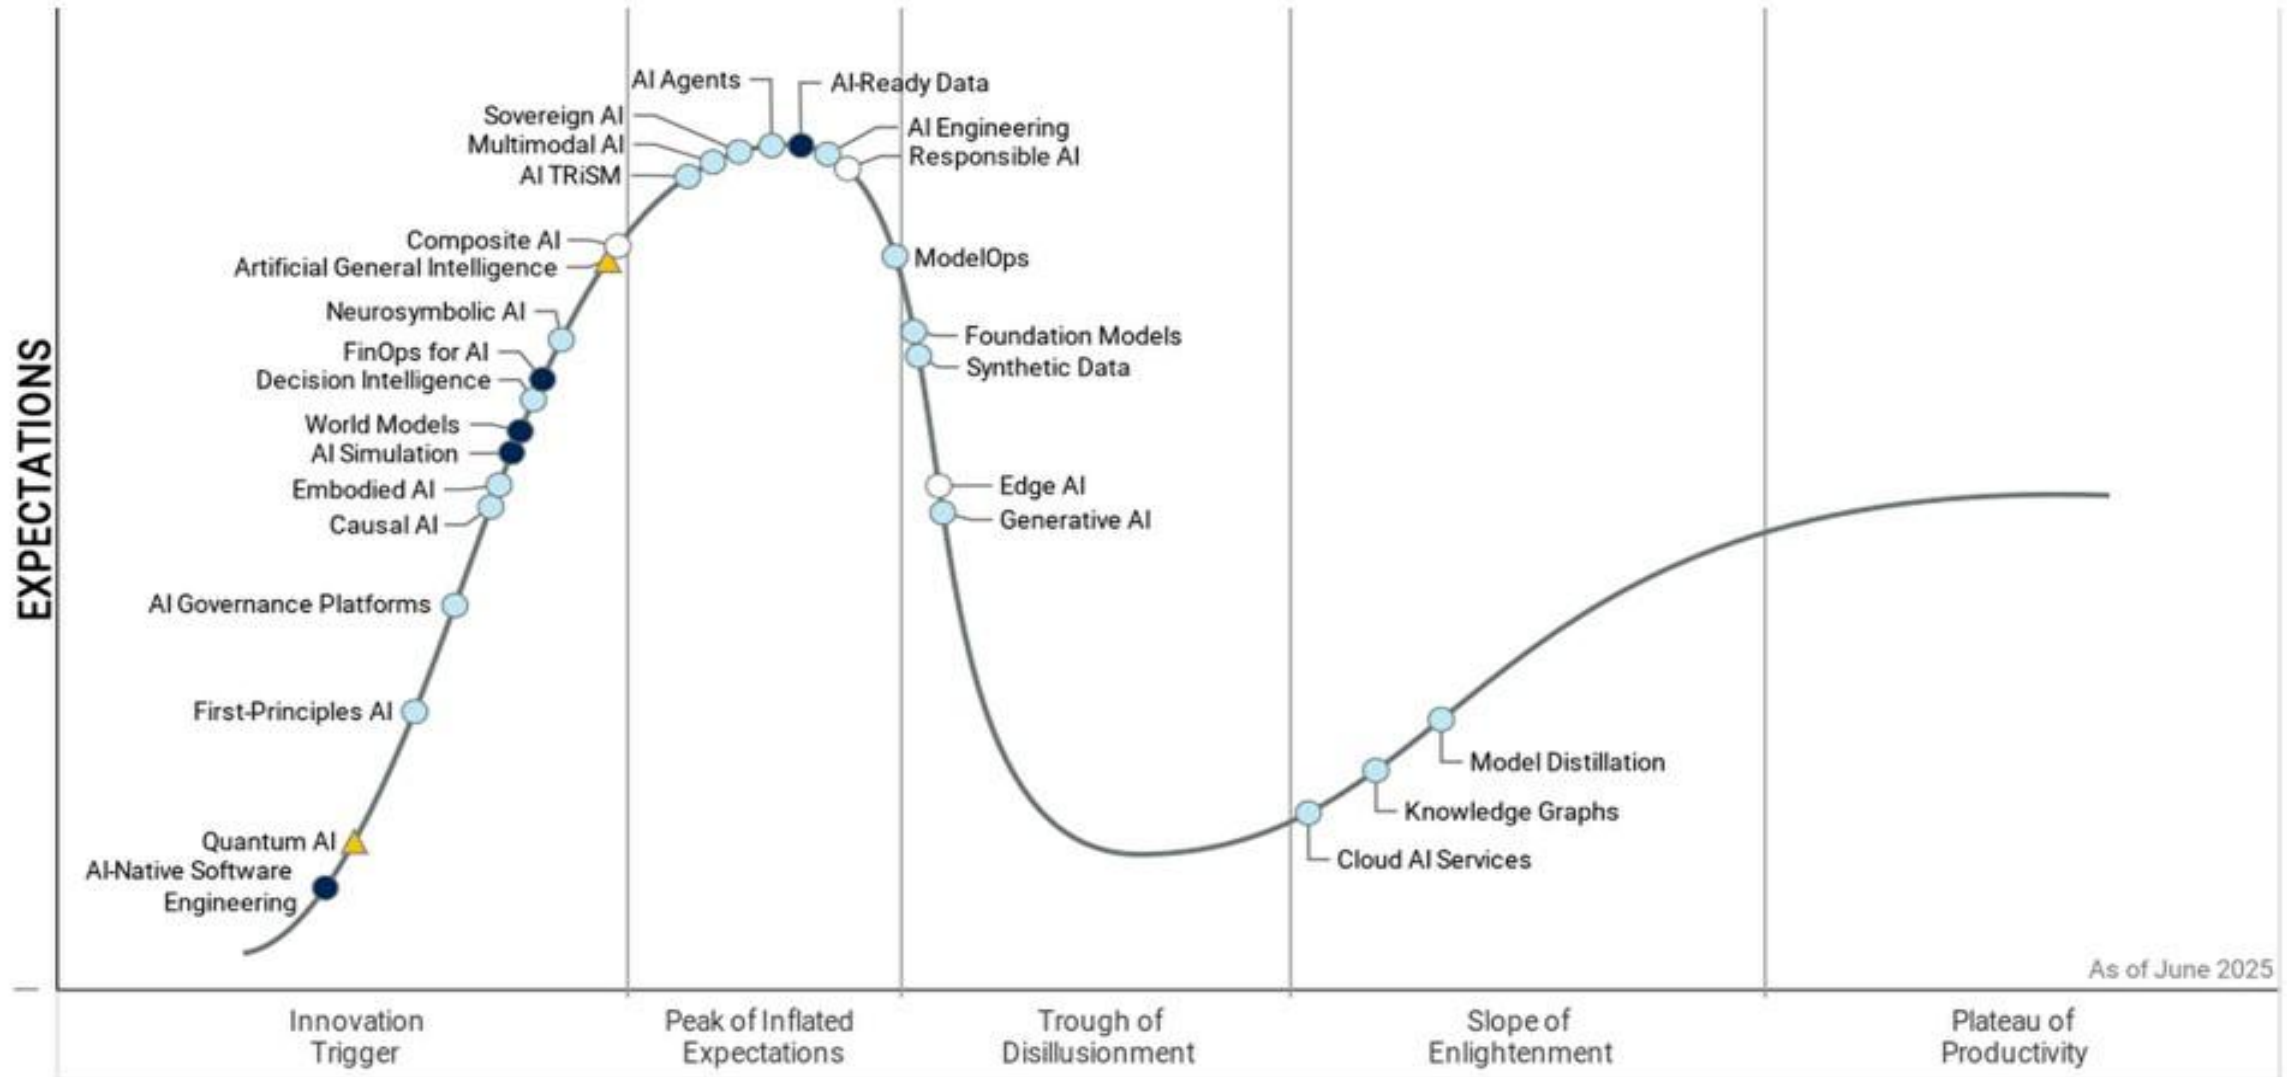 EXPECTATIONS
AI Agents
AI-Ready Data
Sovereign AI
AI Engineering
Multimodal AI
Responsible AI
AI TRiSM
Composite AI
Artificial General Intelligence
ModelOps
Neurosymbolic AI
Foundation Models
FinOps for AI
Synthetic Data
Decision Intelligence
World Models
AI Simulation
Embodied AI
Edge AI
Causal AI
Generative AI
AI Governance Platforms
First-Principles AI
Model Distillation
Knowledge Graphs
Quantum AI
Cloud AI Services
AI-Native Software
Engineering
As of June 2025
Innovation
Trigger
Peak of Inflated
Expectations
Trough of
Disillusionment
Slope of
Enlightenment
Plateau of
Productivity